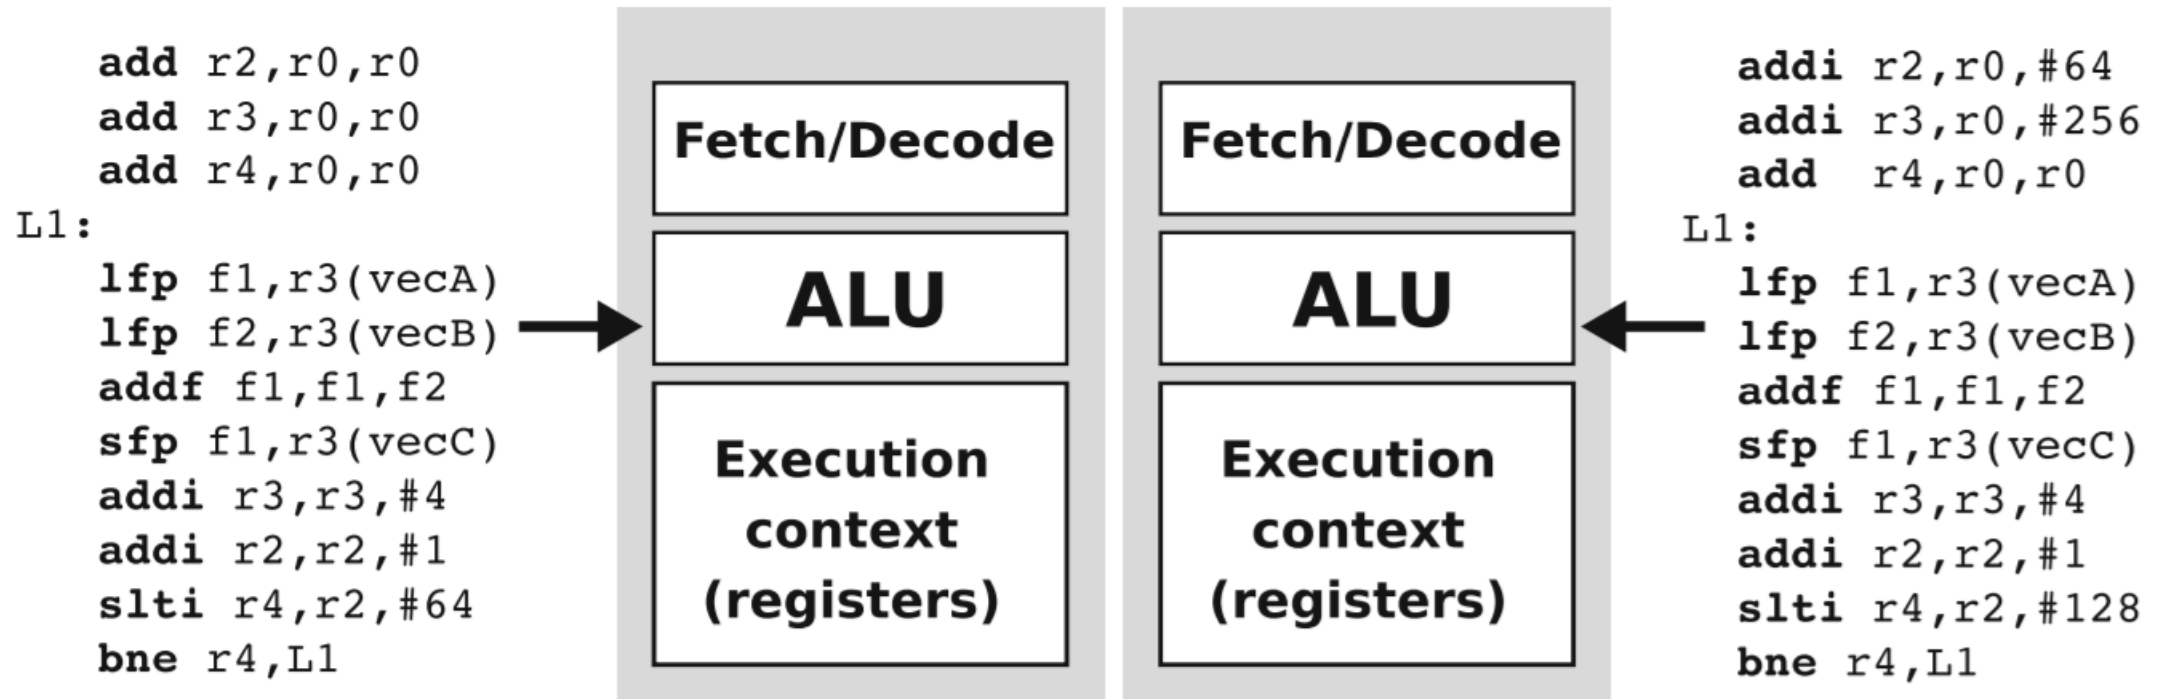 add r2,r0,r0
add r3,r0,r0
add r4,r0,r0
L1:
lfp f1,r3(vecA)
lfp f2,r3(vecB)
addf f1,f1,f2
sfp f1,r3(vecC)
addi r3,r3,#4
addi r2,r2,#1
slti r4,r2,#64
bne r4,L1
Fetch/Decode
ALU
Execution
context
(registers)
Fetch/Decode
ALU
Execution
context
(registers)
addi r2,r0,#64
addi r3,r0,#256
add r4,r0,r0
L1:
lfp f1,r3(vecA)
lfp f2,r3(vecB)
addf f1,f1,f2
sfp f1,r3(vecC)
addi r3,r3,#4
addi r2,r2,#1
slti r4,r2,#128
bne r4,L1